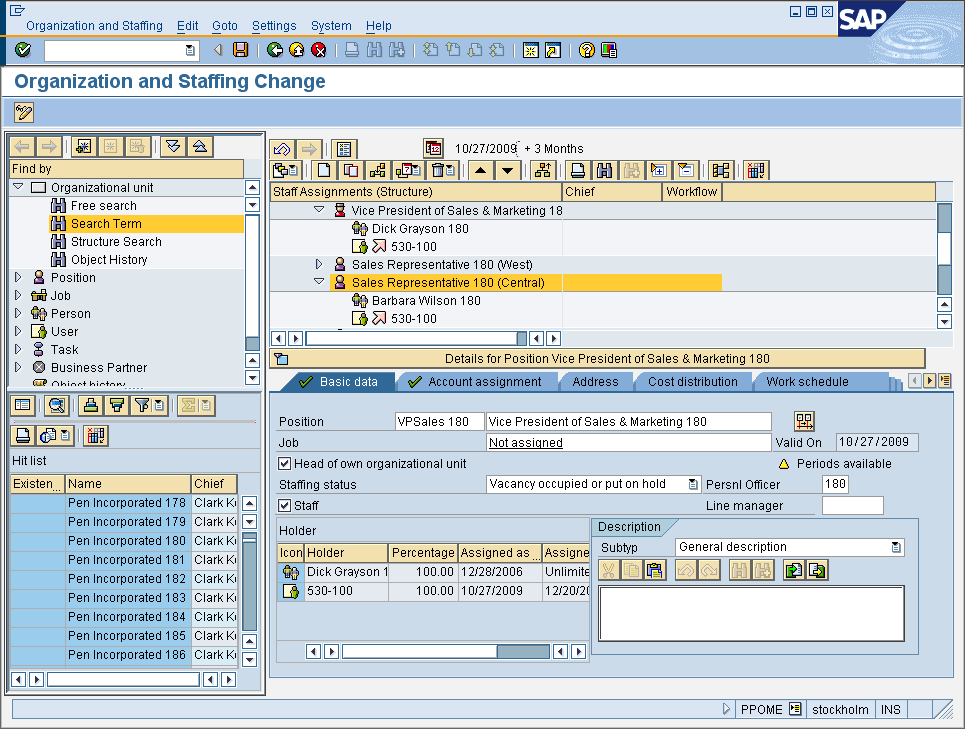 Organization and Staffing Edit Goto Settings System Help
SAP
Organization and Staffing Change
10/27/2009 + 3 Months
Find by
Organizational unit
Free search
Search Term
Structure Search
Object History
Position
Job
Person
User
Task
Business Partner
Object history
Hit list
Existen... Name Chief
Pen Incorporated 178 Clark K
Pen Incorporated 179 Clark K
Pen Incorporated 180 Clark K
Pen Incorporated 181 Clark K
Pen Incorporated 182 Clark K
Pen Incorporated 183 Clark K
Pen Incorporated 184 Clark K
Pen Incorporated 185 Clark K
Pen Incorporated 186 Clark K
Staff Assignments (Structure) Chief Workflow
Vice President of Sales & Marketing 18
Dick Grayson 180
530-100
Sales Representative 180 (West)
Sales Representative 180 (Central)
Barbara Wilson 180
530-100
Details for Position Vice President of Sales & Marketing 180
Basic data Account assignment Address Cost distribution Work schedule
Position VPSales 180 Vice President of Sales & Marketing 180
Job Not assigned Valid On 10/27/2009
Head of own organizational unit Periods available
Staffing status Vacancy occupied or put on hold Persnl Officer 180
Staff Line manager
Holder
Icon Holder Percentage Assigned as ... Assigne
Dick Grayson 1 100.00 12/28/2006 Unlimite
530-100 100.00 10/27/2009 12/20/20
Description
Subtyp General description
PPOME stockholm INS